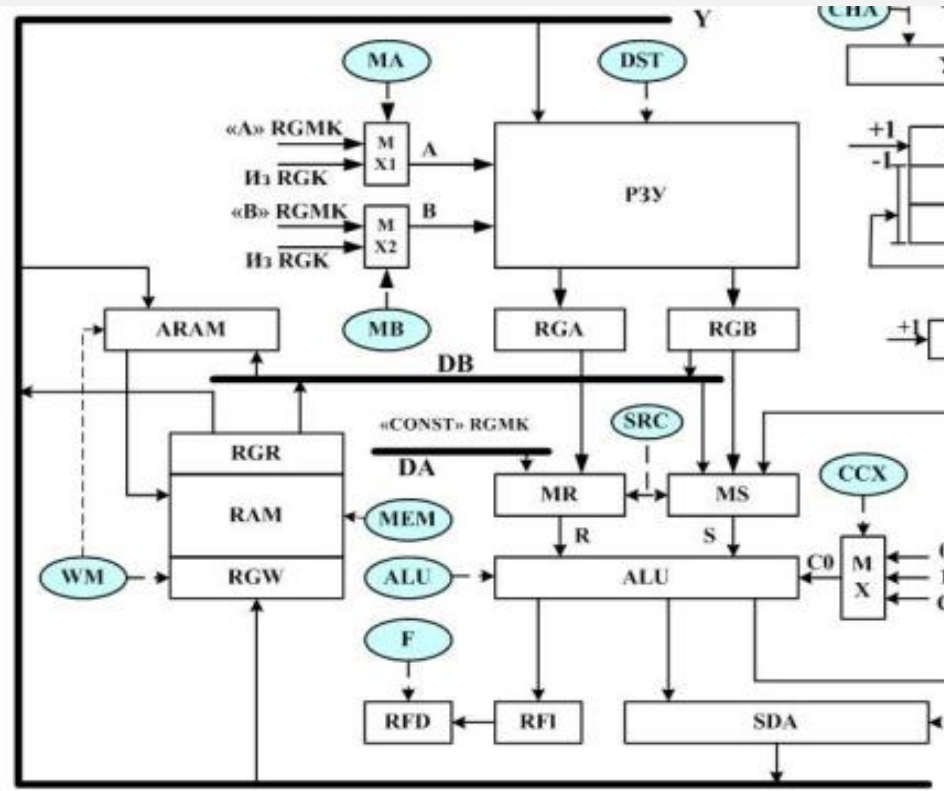 Y
CHA
MA
DST
«А» RGMK
Из RGK
М
X1
A
«В» RGMK
Из RGK
М
X2
B
РЗУ
+1
-1
ARAM
MB
RGA
RGB
+1
DB
«CONST» RGMK
DA
SRC
RGR
RAM
RGW
MR
MS
CCX
MEM
R
S
WM
ALU
ALU
C0
М
X
F
RFD
RFI
SDA